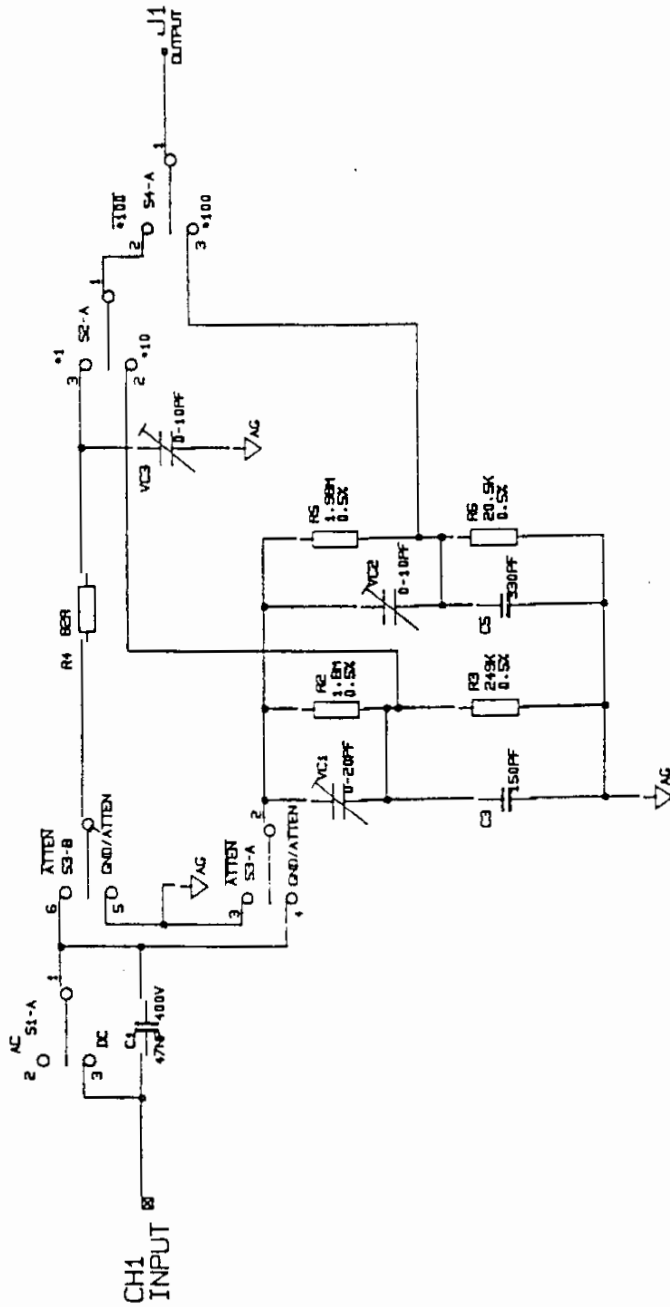 CH1
INPUT
AC
S1-A
2
1
3
DC
C1
47NF
400V
ATTEN
S3-B
6
5
GND/ATTEN
AG
ATTEN
S3-A
3
2
4
GND/ATTEN
R4
82R
VC3
0-10PF
AG
*1
S2-A
3
1
2
*10
*100
S4-A
2
1
3
*100
J1
OUTPUT
VC1
0-20PF
R2
1.8M
0.5%
VC2
0-10PF
R5
1.98M
0.5%
C3
150PF
R3
249K
0.5%
C5
330PF
R6
20.5K
0.5%
AG